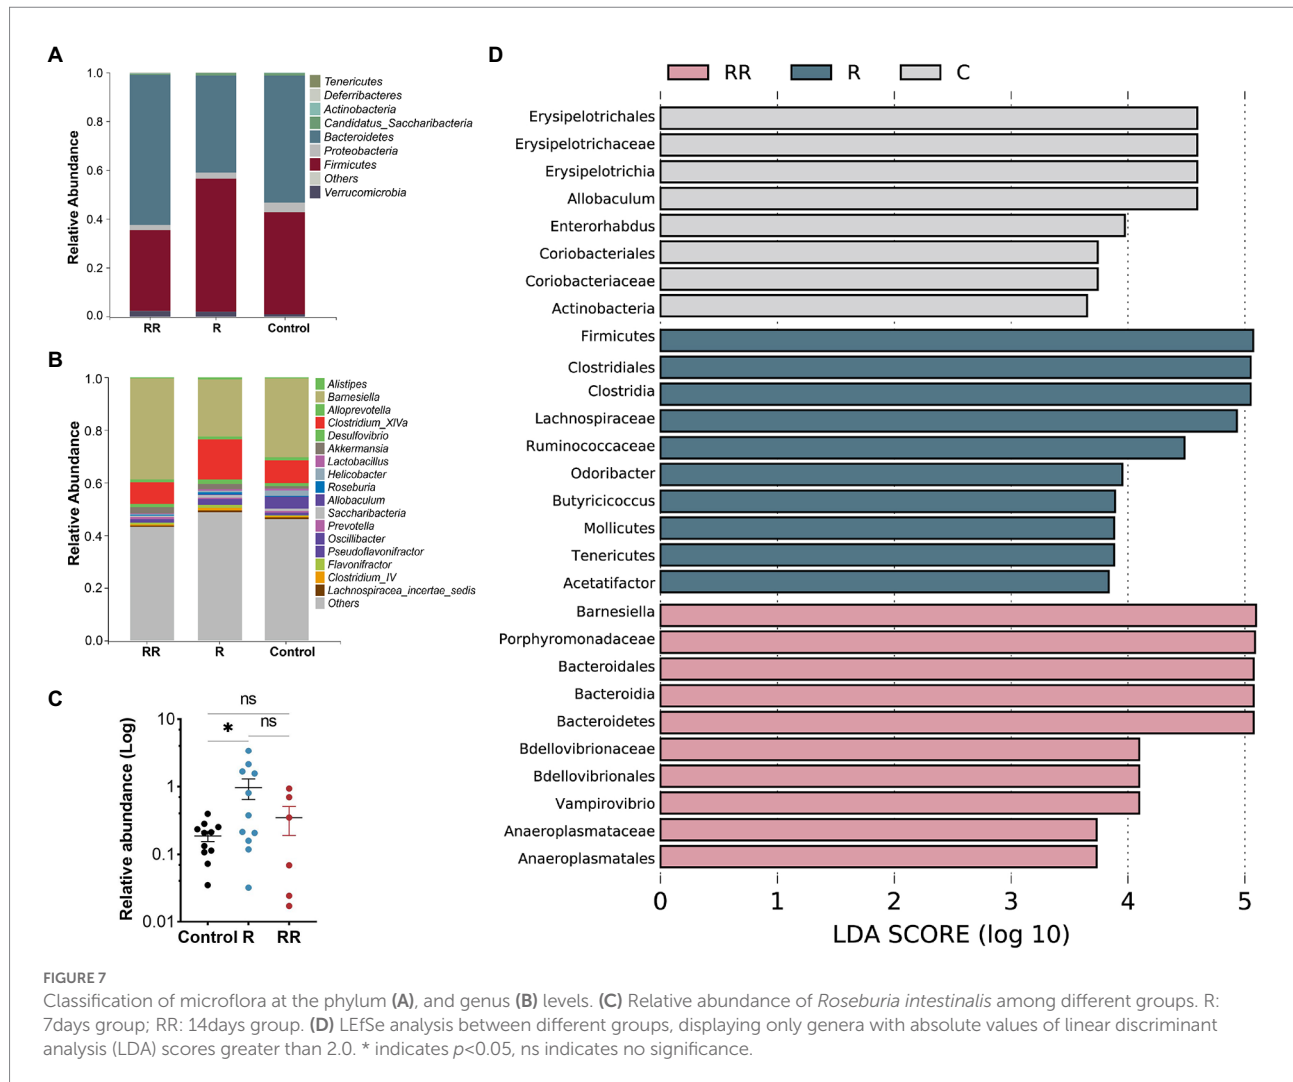 A
1.0
0.8
0.6
0.4
0.2
0.0
Relative Abundance
RR
R
Control
Tenericutes
Deferribacteres
Actinobacteria
Candidatus_Saccharibacteria
Bacteroidetes
Proteobacteria
Firmicutes
Others
Verrucomicrobia
B
1.0
0.8
0.6
0.4
0.2
0.0
Relative Abundance
RR
R
Control
Alistipes
Barnesiella
Alloprevotella
Clostridium_XIVa
Desulfovibrio
Akkermansia
Lactobacillus
Helicobacter
Roseburia
Allobaculum
Saccharibacteria
Prevotella
Oscillibacter
Pseudoflavonifractor
Flavonifractor
Clostridium_IV
Lachnospiracea_incertae_sedis
Others
C
ns
* ns
10
1
0.1
0.01
Relative abundance (Log)
Control R RR
D
RR R C
Erysipelotrichales
Erysipelotrichaceae
Erysipelotrichia
Allobaculum
Enterorhabdus
Coriobacteriales
Coriobacteriaceae
Actinobacteria
Firmicutes
Clostridiales
Clostridia
Lachnospiraceae
Ruminococcaceae
Odoribacter
Butyricicoccus
Mollicutes
Tenericutes
Acetatifactor
Barnesiella
Porphyromonadaceae
Bacteroidales
Bacteroidia
Bacteroidetes
Bdellovibrionaceae
Bdellovibrionales
Vampirovibrio
Anaeroplasmataceae
Anaeroplasmatales
0 1 2 3 4 5
LDA SCORE (log 10)
FIGURE 7
Classification of microflora at the phylum (A), and genus (B) levels. (C) Relative abundance of Roseburia intestinalis among different groups. R:
7days group; RR: 14days group. (D) LEfSe analysis between different groups, displaying only genera with absolute values of linear discriminant
analysis (LDA) scores greater than 2.0. * indicates p<0.05, ns indicates no significance.